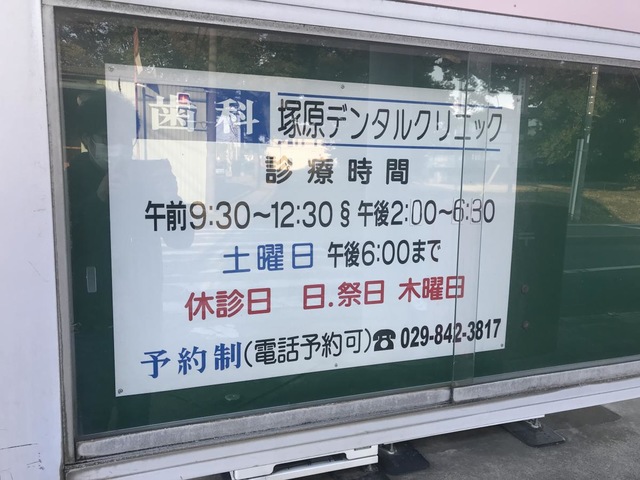 歯科 塚原デンタルクリニック
診療時間
午前9:30～12:30 § 午後2:00～6:30
土曜日 午後6:00まで
休診日 日.祭日 木曜日
予約制(電話予約可)☎029-842-3817